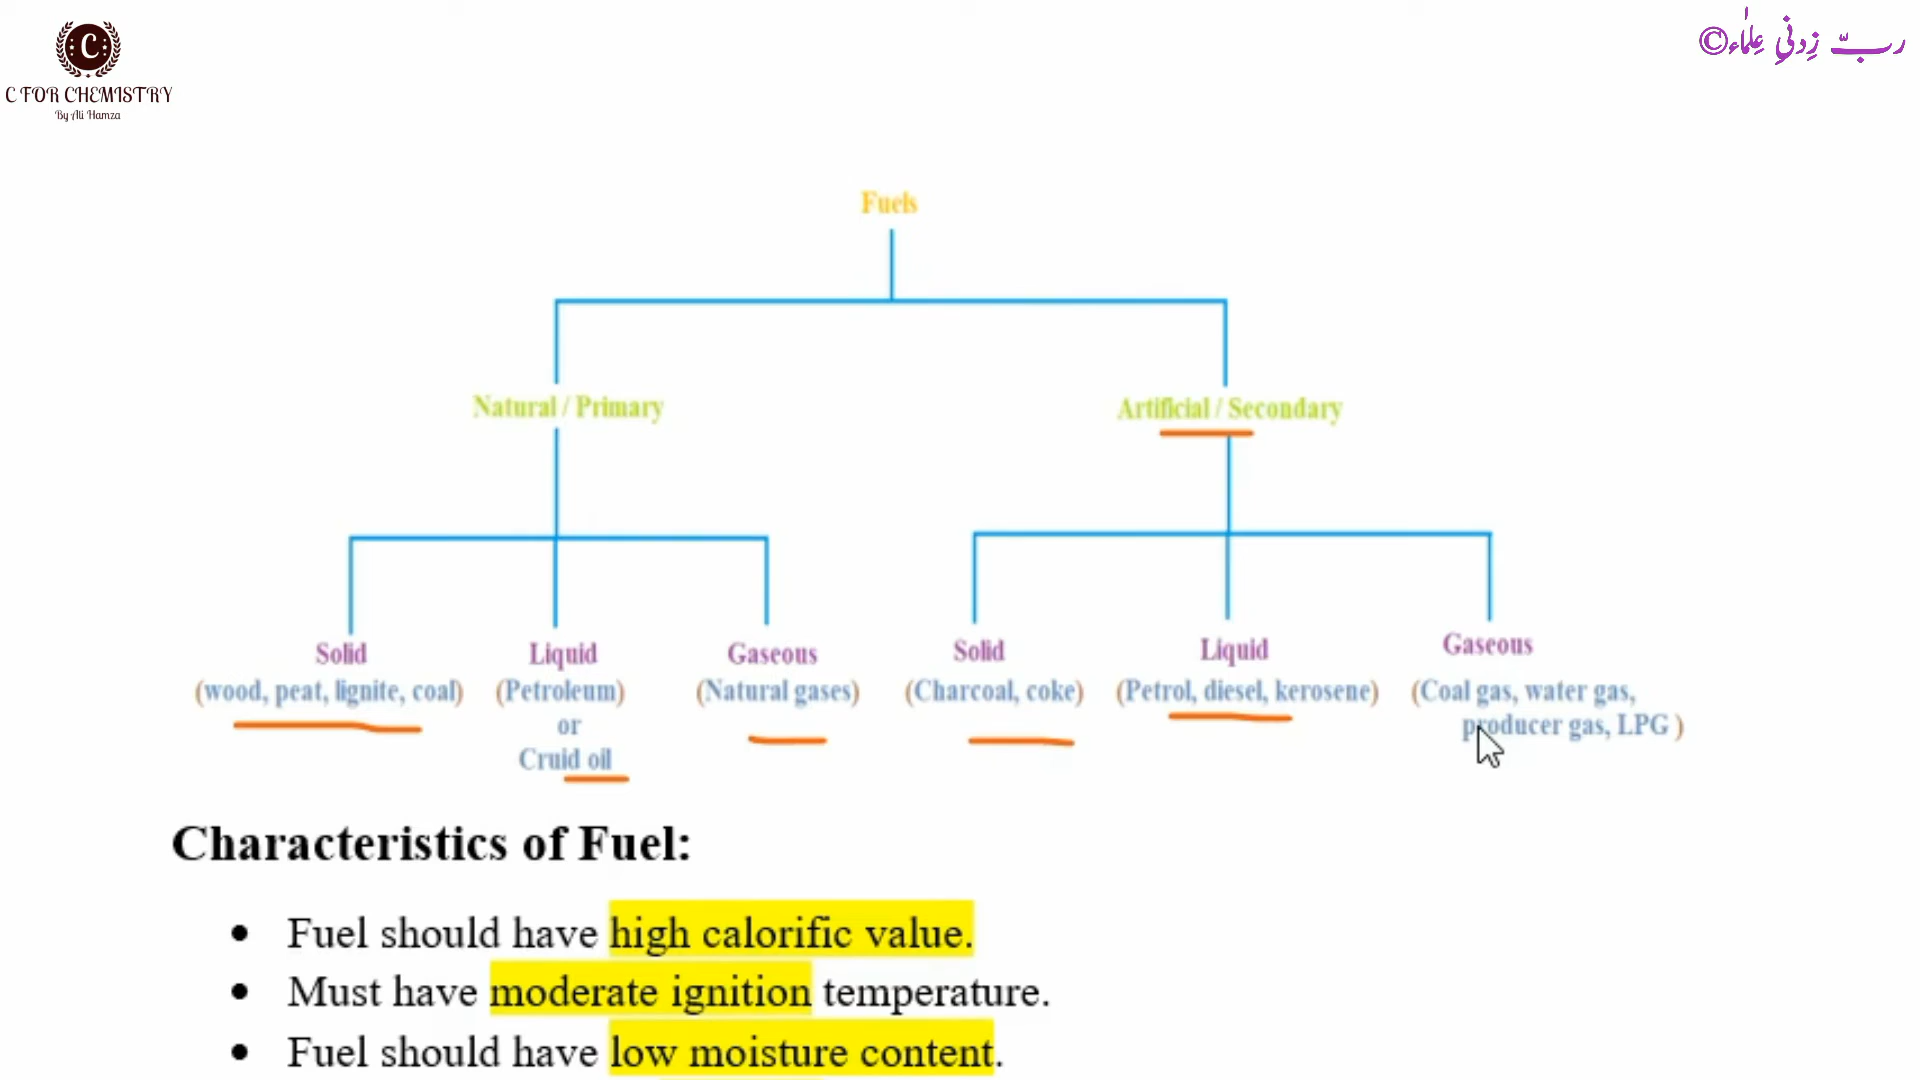 C
C FOR CHEMISTRY
By Ali Hamza
ربّ زِدنیِ عِلماء©
Fuels
Natural / Primary
Artificial / Secondary
Solid
(wood, peat, lignite, coal)
Liquid
(Petroleum)
or
Cruid oil
Gaseous
(Natural gases)
Solid
(Charcoal, coke)
Liquid
(Petrol, diesel, kerosene)
Gaseous
(Coal gas, water gas,
producer gas, LPG )
Characteristics of Fuel:
• Fuel should have high calorific value.
• Must have moderate ignition temperature.
• Fuel should have low moisture content.